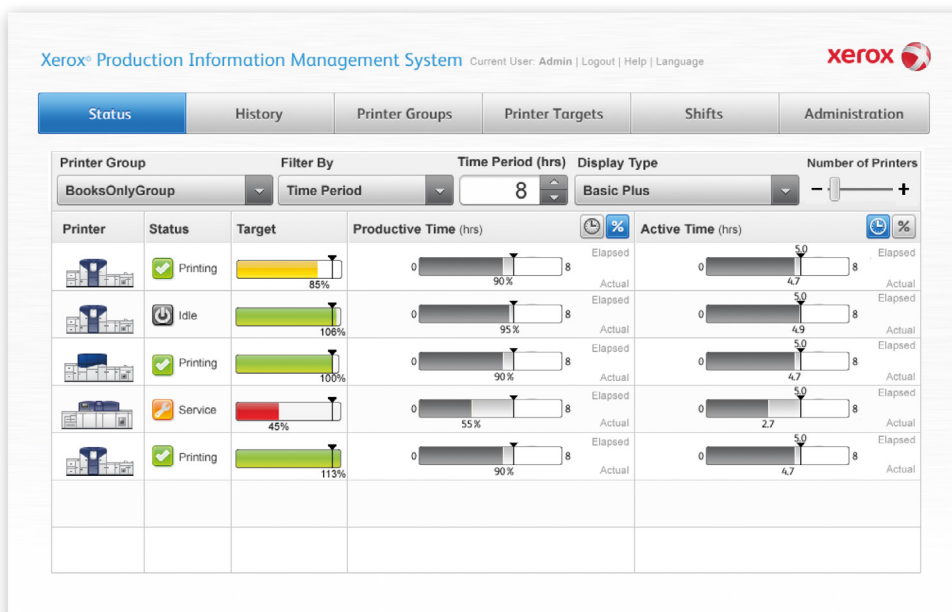 Xerox® Production Information Management System Current User: Admin | Logout | Help | Language
xerox
Status History Printer Groups Printer Targets Shifts Administration
Printer Group Filter By Time Period (hrs) Display Type Number of Printers
BooksOnlyGroup Time Period 8 Basic Plus − +
Printer Status Target Productive Time (hrs) % Active Time (hrs) %
5.0
Elapsed Elapsed
Printing 0 8 0 8
85% 90% Actual 4.7 Actual
Elapsed 5.0 Elapsed
Idle 0 8 0 8
106% 95% Actual 4.9 Actual
Elapsed 5.0 Elapsed
Printing 0 8 0 8
100% 90% Actual 4.7 Actual
Elapsed 5.0 Elapsed
Service 0 8 0 8
45% 55% Actual 2.7 Actual
Elapsed 5.0 Elapsed
Printing 0 8 0 8
113% 90% Actual 4.7 Actual